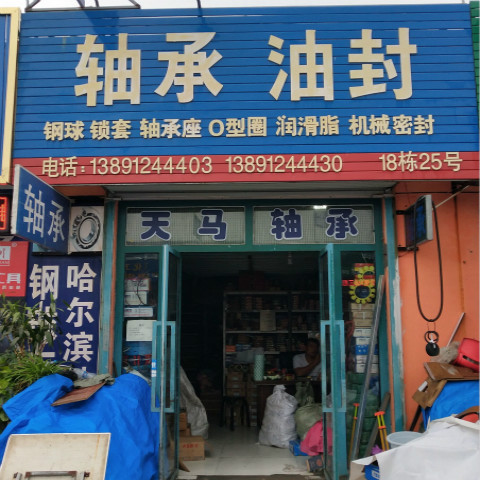 轴承 油封
钢球 锁套 轴承座 O型圈 润滑脂 机械密封
电话:13891244403 13891244430 18栋25号
轴承
天马轴承
工具
哈尔滨
钢